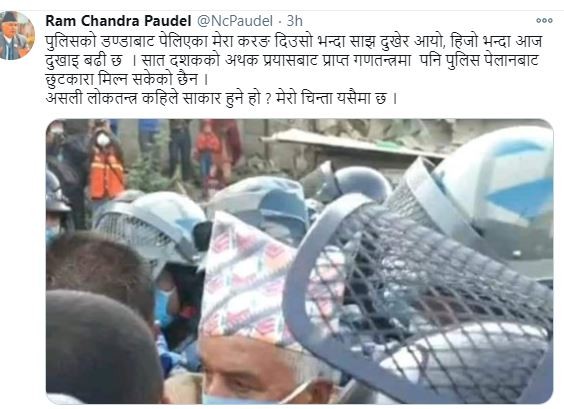 Ram Chandra Paudel @NcPaudel · 3h
पुलिसको डण्डाबाट पेलिएका मेरा करङ दिउसो भन्दा साझ दुखेर आयो, हिजो भन्दा आज
दुखाइ बढी छ । सात दशकको अथक प्रयासबाट प्राप्त गणतन्त्रमा पनि पुलिस पेलानबाट
छुटकारा मिल्न सकेको छैन ।
असली लोकतन्त्र कहिले साकार हुने हो ? मेरो चिन्ता यसैमा छ ।